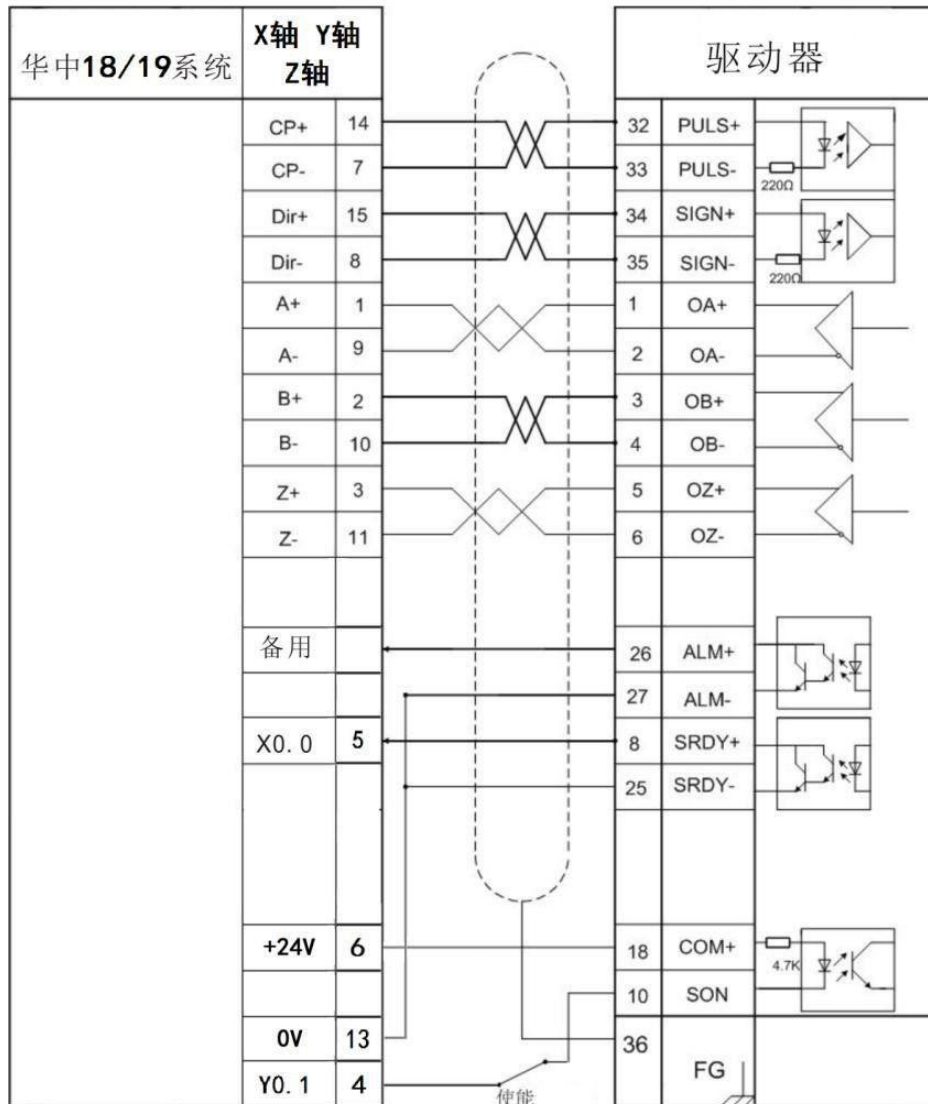 华中18/19系统 X轴 Y轴 Z轴 驱动器
CP+ 14 32 PULS+
CP- 7 33 PULS- 220Ω
Dir+ 15 34 SIGN+
Dir- 8 35 SIGN- 220Ω
A+ 1 1 OA+
A- 9 2 OA-
B+ 2 3 OB+
B- 10 4 OB-
Z+ 3 5 OZ+
Z- 11 6 OZ-
备用 26 ALM+
27 ALM-
X0.0 5 8 SRDY+
25 SRDY-
+24V 6 18 COM+ 4.7K
10 SON
0V 13 36 FG
Y0.1 4 使能